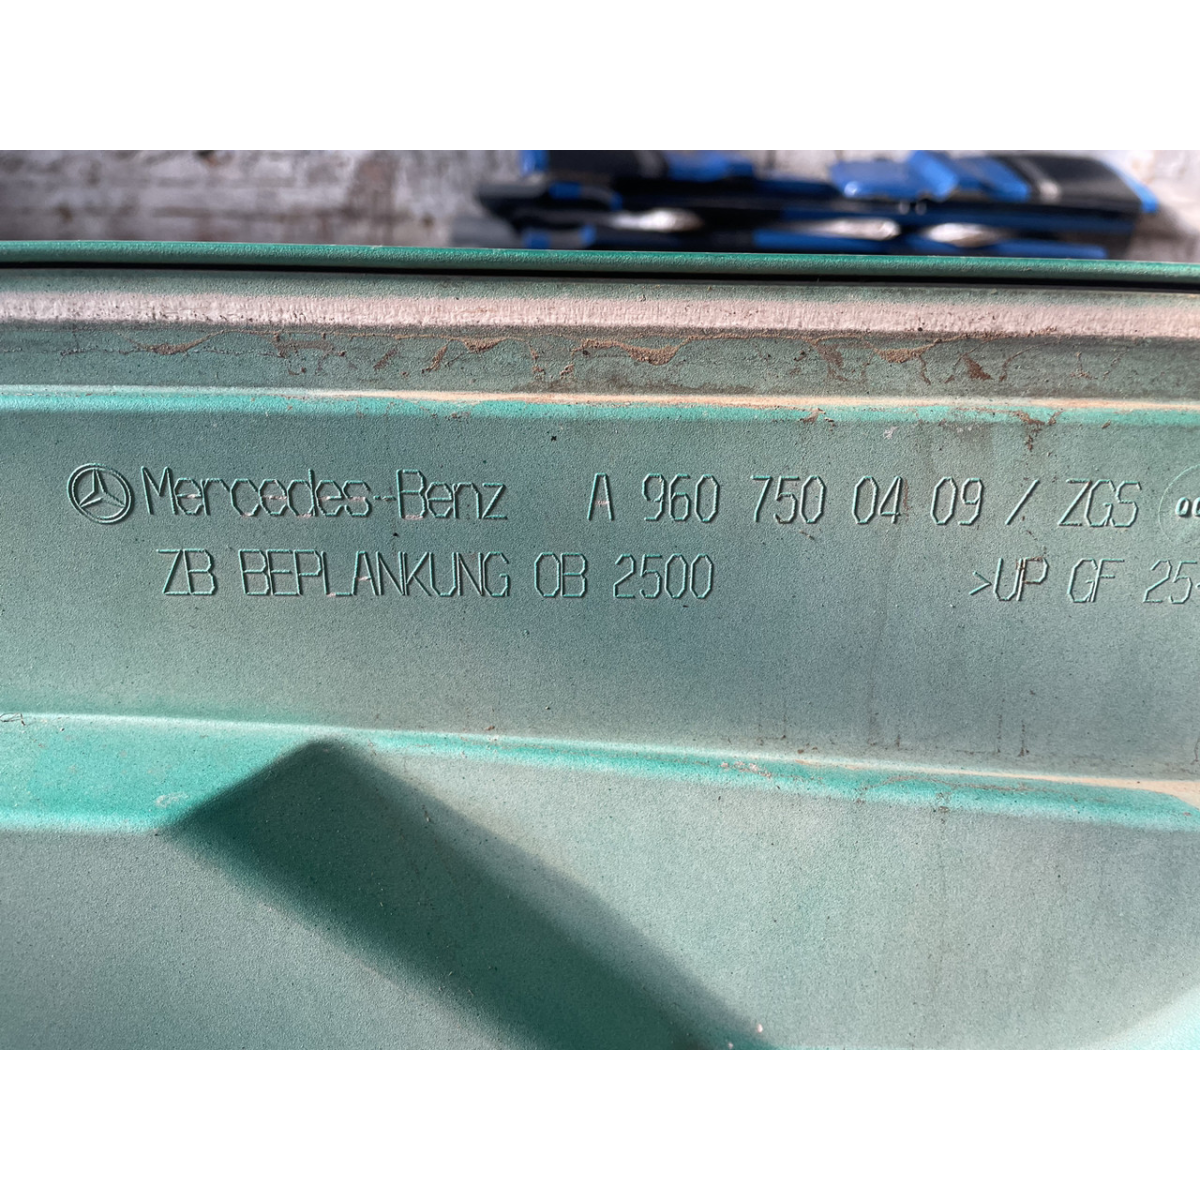 Mercedes-Benz A 960 750 04 09 / ZGS
ZB BEPLANKUNG OB 2500 >UP GF 25